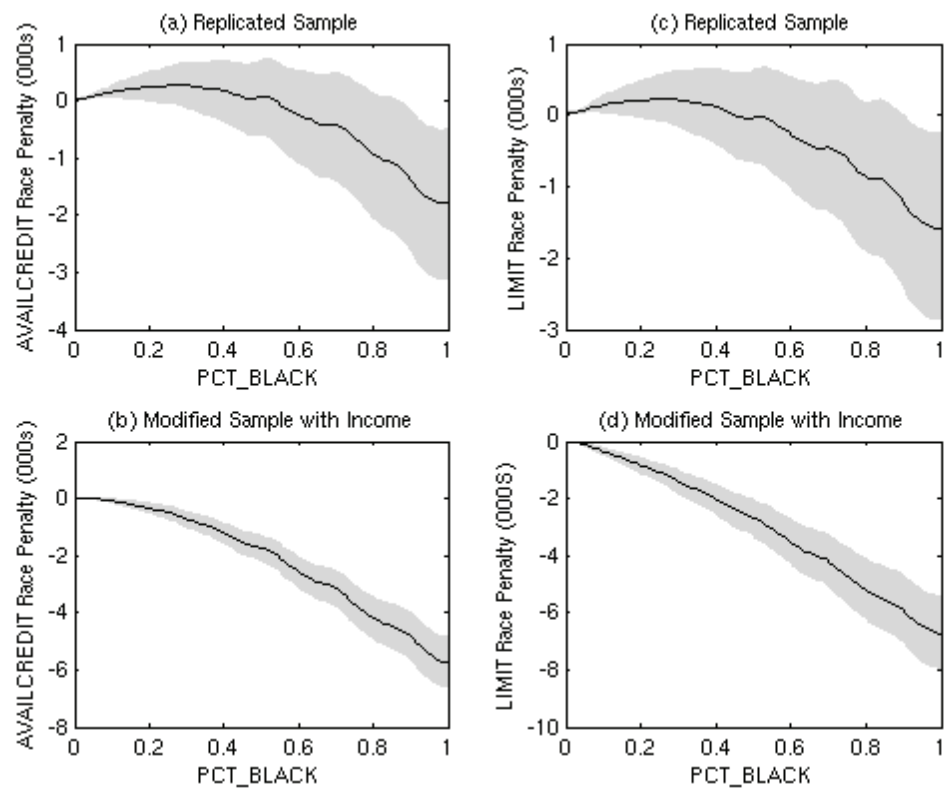 (a) Replicated Sample
AVAILCREDIT Race Penalty (000s)
1
0
-1
-2
-3
-4
0 0.2 0.4 0.6 0.8 1
PCT_BLACK
(c) Replicated Sample
LIMIT Race Penalty (000s)
1
0
-1
-2
-3
0 0.2 0.4 0.6 0.8 1
PCT_BLACK
(b) Modified Sample with Income
AVAILCREDIT Race Penalty (000s)
2
0
-2
-4
-6
-8
0 0.2 0.4 0.6 0.8 1
PCT_BLACK
(d) Modified Sample with Income
LIMIT Race Penalty (000S)
0
-2
-4
-6
-8
-10
0 0.2 0.4 0.6 0.8 1
PCT_BLACK